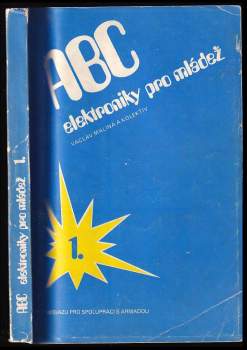 ABC
elektroniky pro mládež
VÁCLAV MALINA A KOLEKTIV
1.
SVAZU PRO SPOLUPRÁCI S ARMÁDOU
ABC elektroniky pro mládež 1.